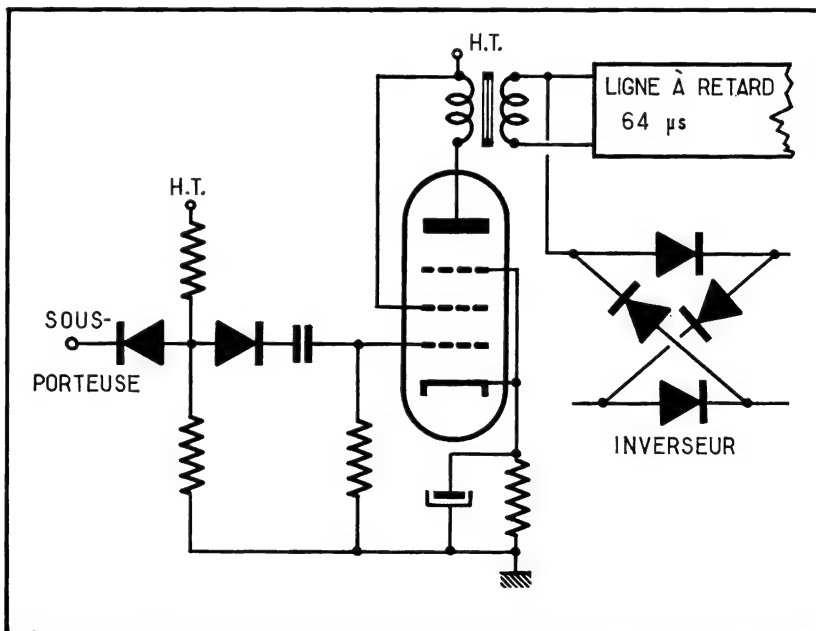 H.T.
LIGNE À RETARD
64 µs
H.T.
SOUS-
PORTEUSE
INVERSEUR